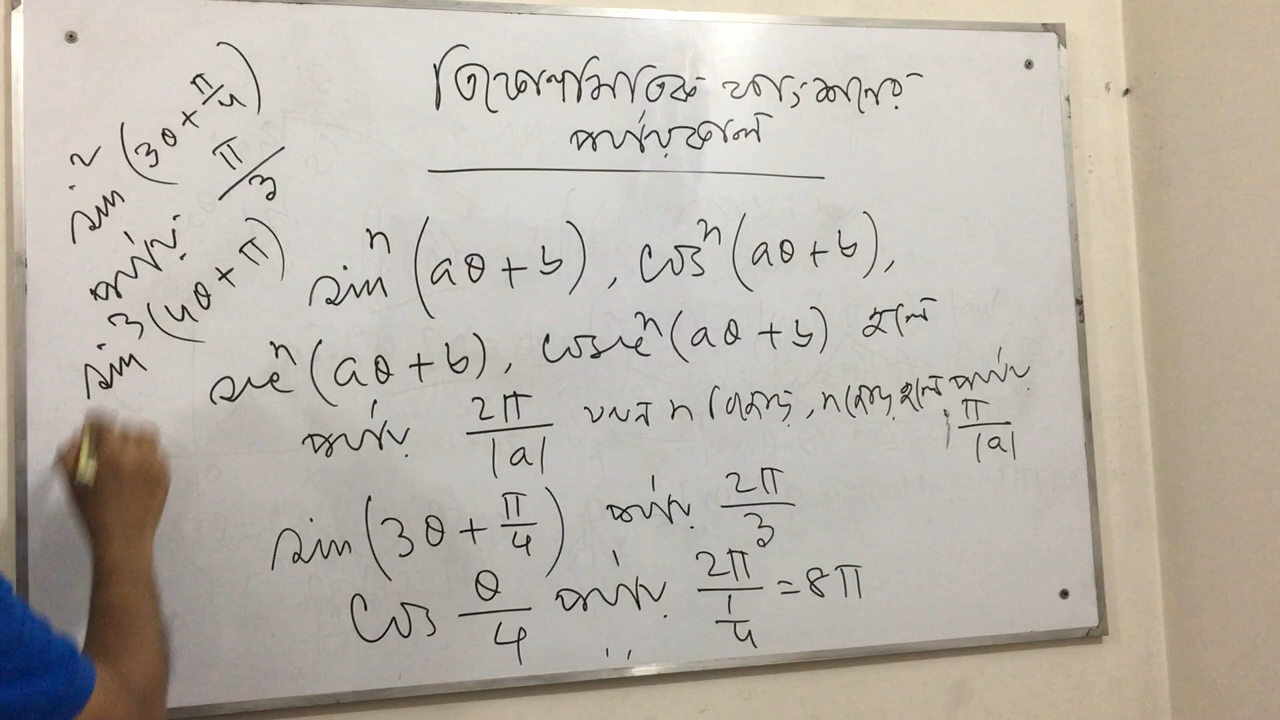 ত্রিকোণমিতিক ফাংশনের
পর্যায়কাল
sinⁿ(aθ + b), cosⁿ(aθ + b),
secⁿ(aθ + b), cosecⁿ(aθ + b) হলে
পর্যায় 2π/|a| যখন n বিজোড়, n জোড় হলে পর্যায় π/|a|
sin(3θ + π/4) পর্যায় 2π/3
cos θ/4 পর্যায় 2π/(1/4) = 8π
sin²(3θ + π/4)
পর্যায় π/3
sin³(4θ + π)